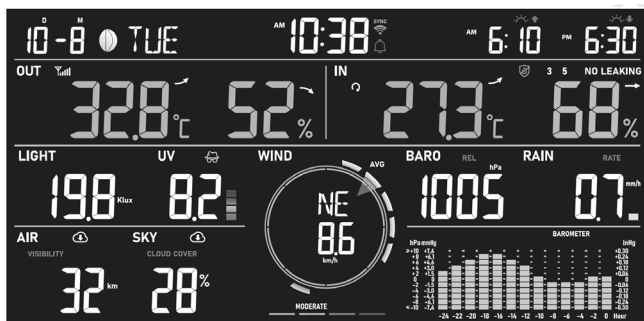 D M
10-8 TUE AM 10:38 SYNC AM 6:10 PM 6:30
OUT 32.8°C 52%
IN 27.3°C 68% 3 5 NO LEAKING
LIGHT 19.8 Klux
UV 8.2
WIND AVG NE 8.6 km/h MODERATE
BARO REL 1005 hPa
RAIN RATE 0.7 mm/h
AIR VISIBILITY 32 km
SKY CLOUD COVER 28%
BAROMETER
hPa mmHg inHg
>+10 +7.6 +0.30
+8 +6.1 +0.24
+6 +4.6 +0.18
+4 +3.0 +0.12
+2 +1.5 +0.06
0 0 0
-2 -1.5 -0.06
-4 -3.0 -0.12
-6 -4.6 -0.18
-8 -6.1 -0.24
<-10 -7.6 -0.30
-24 -22 -20 -18 -16 -14 -12 -10 -8 -6 -4 -2 0 Hour